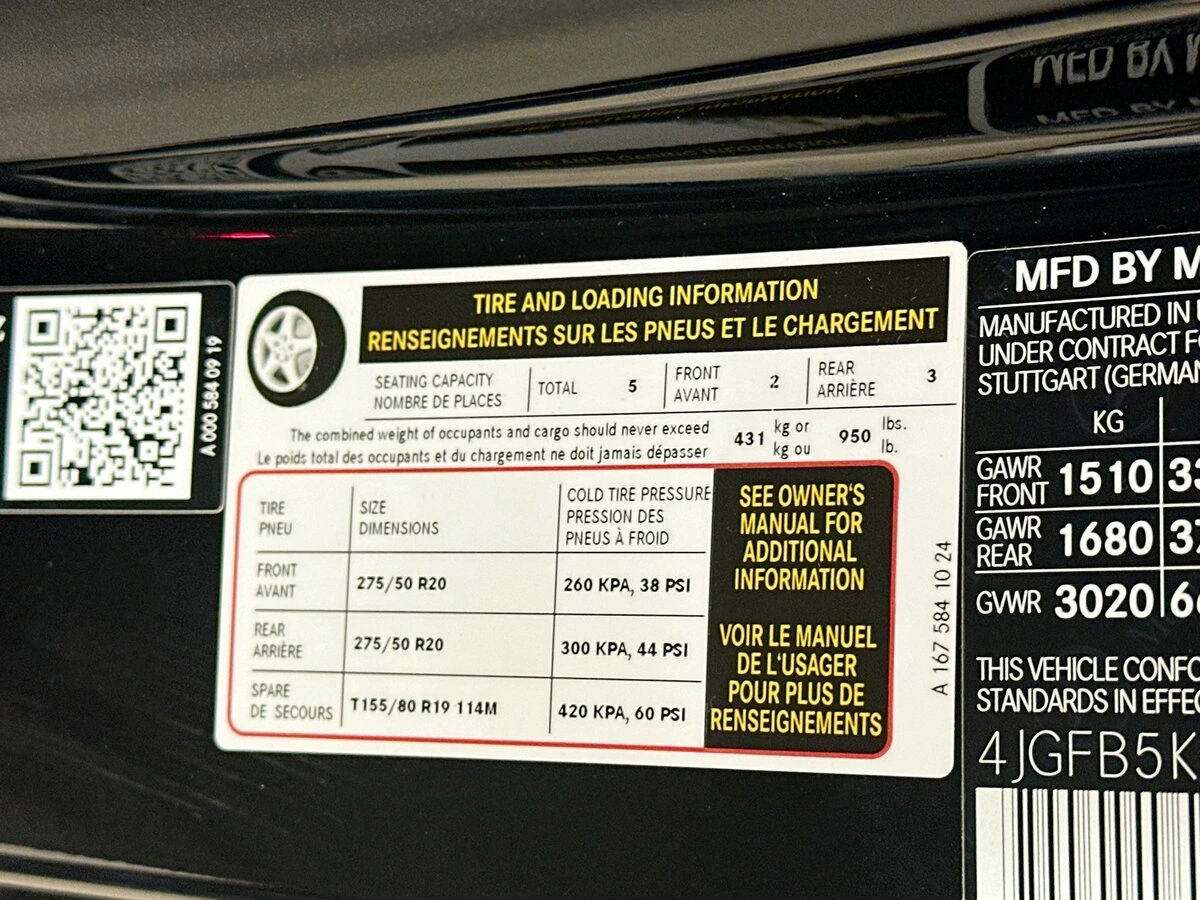 A 000 584 09 19
TIRE AND LOADING INFORMATION
RENSEIGNEMENTS SUR LES PNEUS ET LE CHARGEMENT
SEATING CAPACITY
NOMBRE DE PLACES
TOTAL 5
FRONT
AVANT
2
REAR
ARRIÈRE
3
The combined weight of occupants and cargo should never exceed
Le poids total des occupants et du chargement ne doit jamais dépasser
431
kg or
kg ou
950
lbs.
lb.
TIRE
PNEU
SIZE
DIMENSIONS
COLD TIRE PRESSURE
PRESSION DES
PNEUS À FROID
FRONT
AVANT
275/50 R20
260 KPA, 38 PSI
REAR
ARRIÈRE
275/50 R20
300 KPA, 44 PSI
SPARE
DE SECOURS
T155/80 R19 114M
420 KPA, 60 PSI
SEE OWNER'S
MANUAL FOR
ADDITIONAL
INFORMATION
VOIR LE MANUEL
DE L'USAGER
POUR PLUS DE
RENSEIGNEMENTS
A 167 584 10 24
MFD BY M
MANUFACTURED IN
UNDER CONTRACT
STUTTGART (GERMAN
KG
GAWR
FRONT
1510
GAWR
REAR
1680
GVWR 3020
THIS VEHICLE CONFO
STANDARDS IN EFFE
4JGFB5K